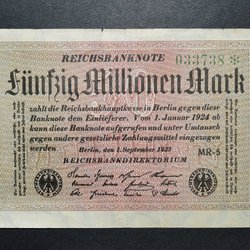 REICHSBANKNOTE
033738 *
Fünfzig Millionen Mark
zahlt die Reichsbankhauptkasse in Berlin gegen diese
Banknote dem Einlieferer. Vom 1. Januar 1924 ab
kann diese Banknote aufgerufen und unter Umtausch
gegen andere gesetzliche Zahlungsmittel eingezogen
werden
Berlin, den 1. September 1923
MR-5
REICHSBANKDIREKTORIUM